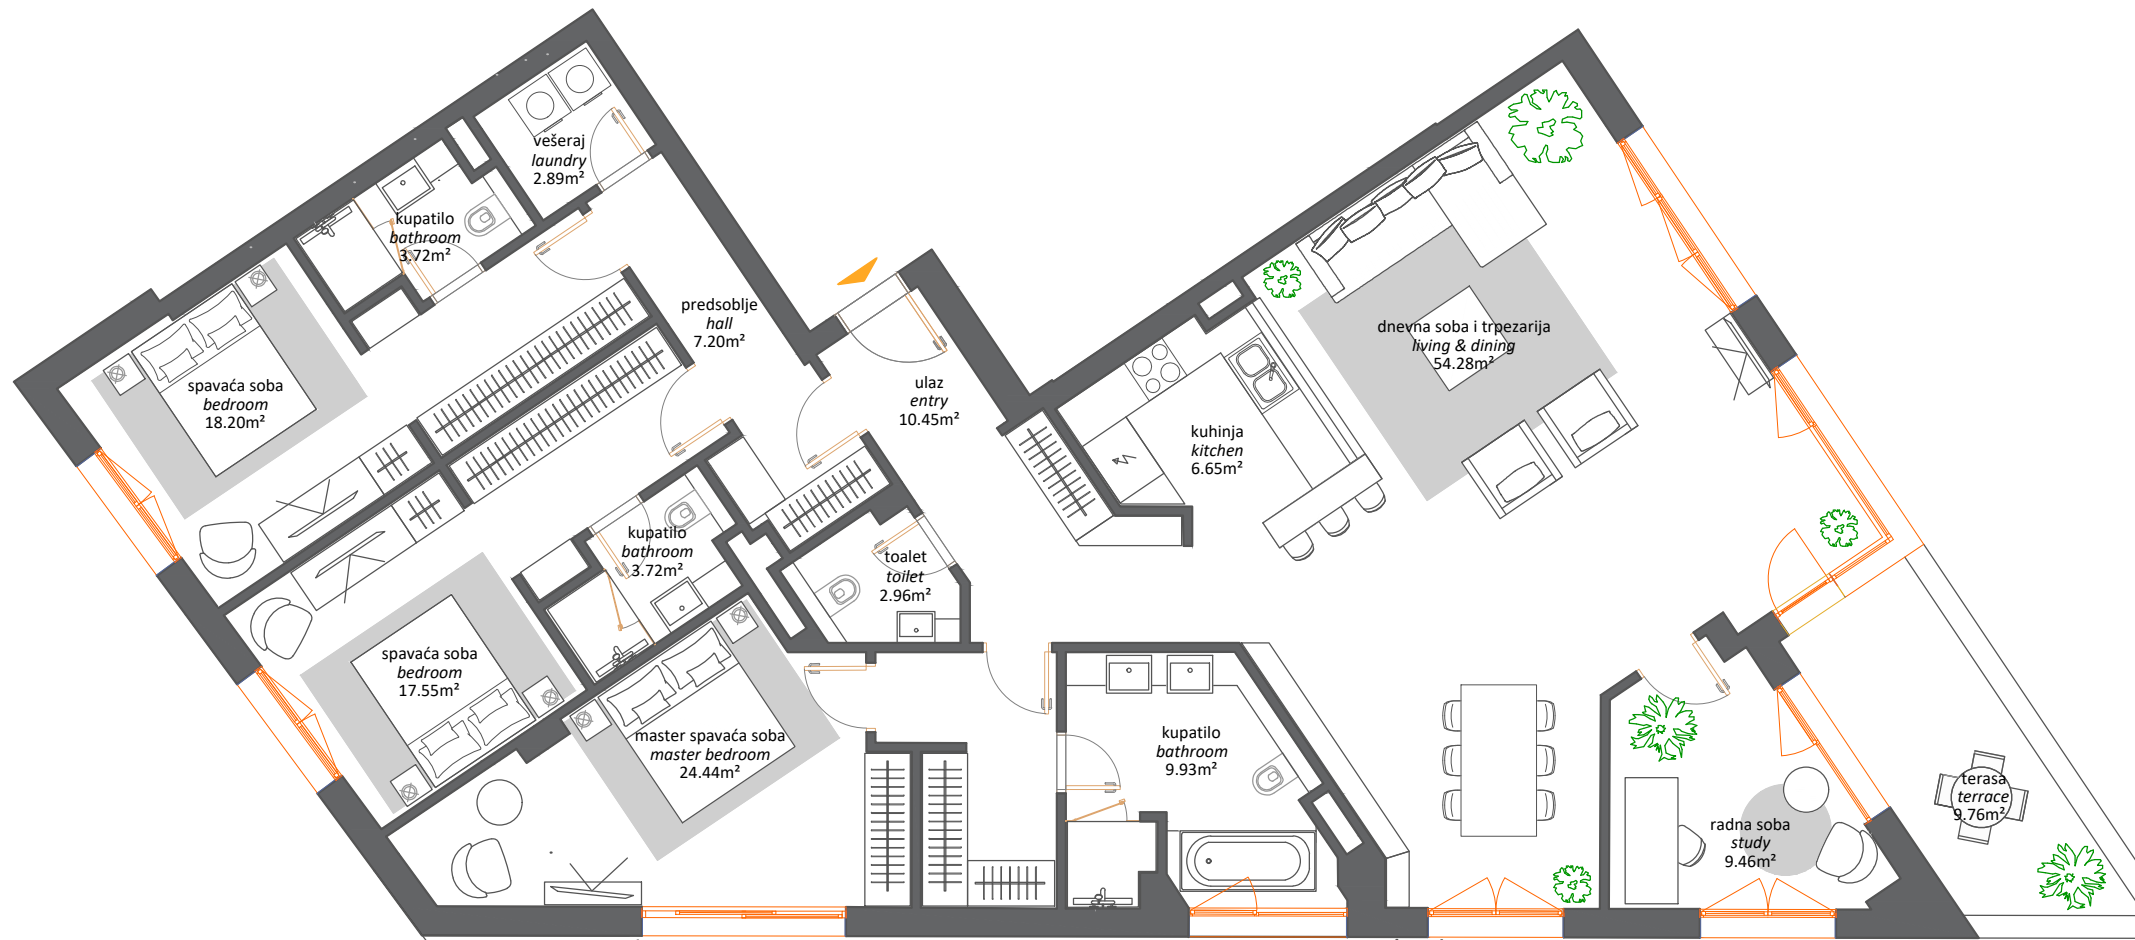 vešeraj
laundry
2.89m²
kupatilo
bathroom
3.72m²
spavaća soba
bedroom
18.20m²
predsoblje
hall
7.20m²
ulaz
entry
10.45m²
kuhinja
kitchen
6.65m²
dnevna soba i trpezarija
living & dining
54.28m²
kupatilo
bathroom
3.72m²
toalet
toilet
2.96m²
spavaća soba
bedroom
17.55m²
master spavaća soba
master bedroom
24.44m²
kupatilo
bathroom
9.93m²
radna soba
study
9.46m²
terasa
terrace
9.76m²